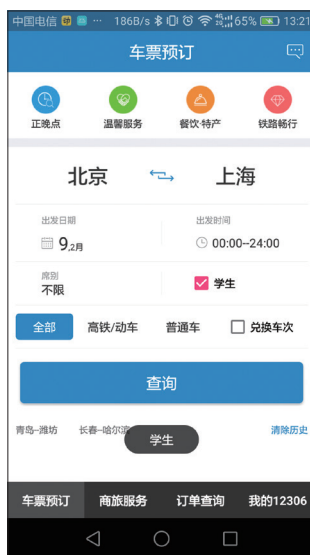 中国电信 ··· 186B/s 4G 2G 65% 13:21
车票预订
正晚点 温馨服务 餐饮·特产 铁路畅行
北京 上海
出发日期 出发时间
9,2月 00:00--24:00
席别
不限 学生
全部 高铁/动车 普通车 兑换车次
查询
青岛--潍坊 长春--哈尔滨 清除历史
学生
车票预订 商旅服务 订单查询 我的12306